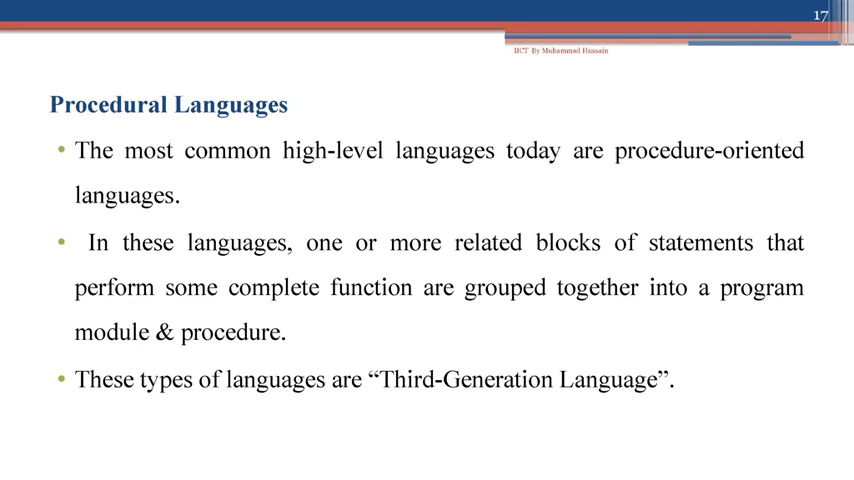 17
IICT By Muhammad Hussain
Procedural Languages
• The most common high-level languages today are procedure-oriented
languages.
• In these languages, one or more related blocks of statements that
perform some complete function are grouped together into a program
module & procedure.
• These types of languages are “Third-Generation Language”.